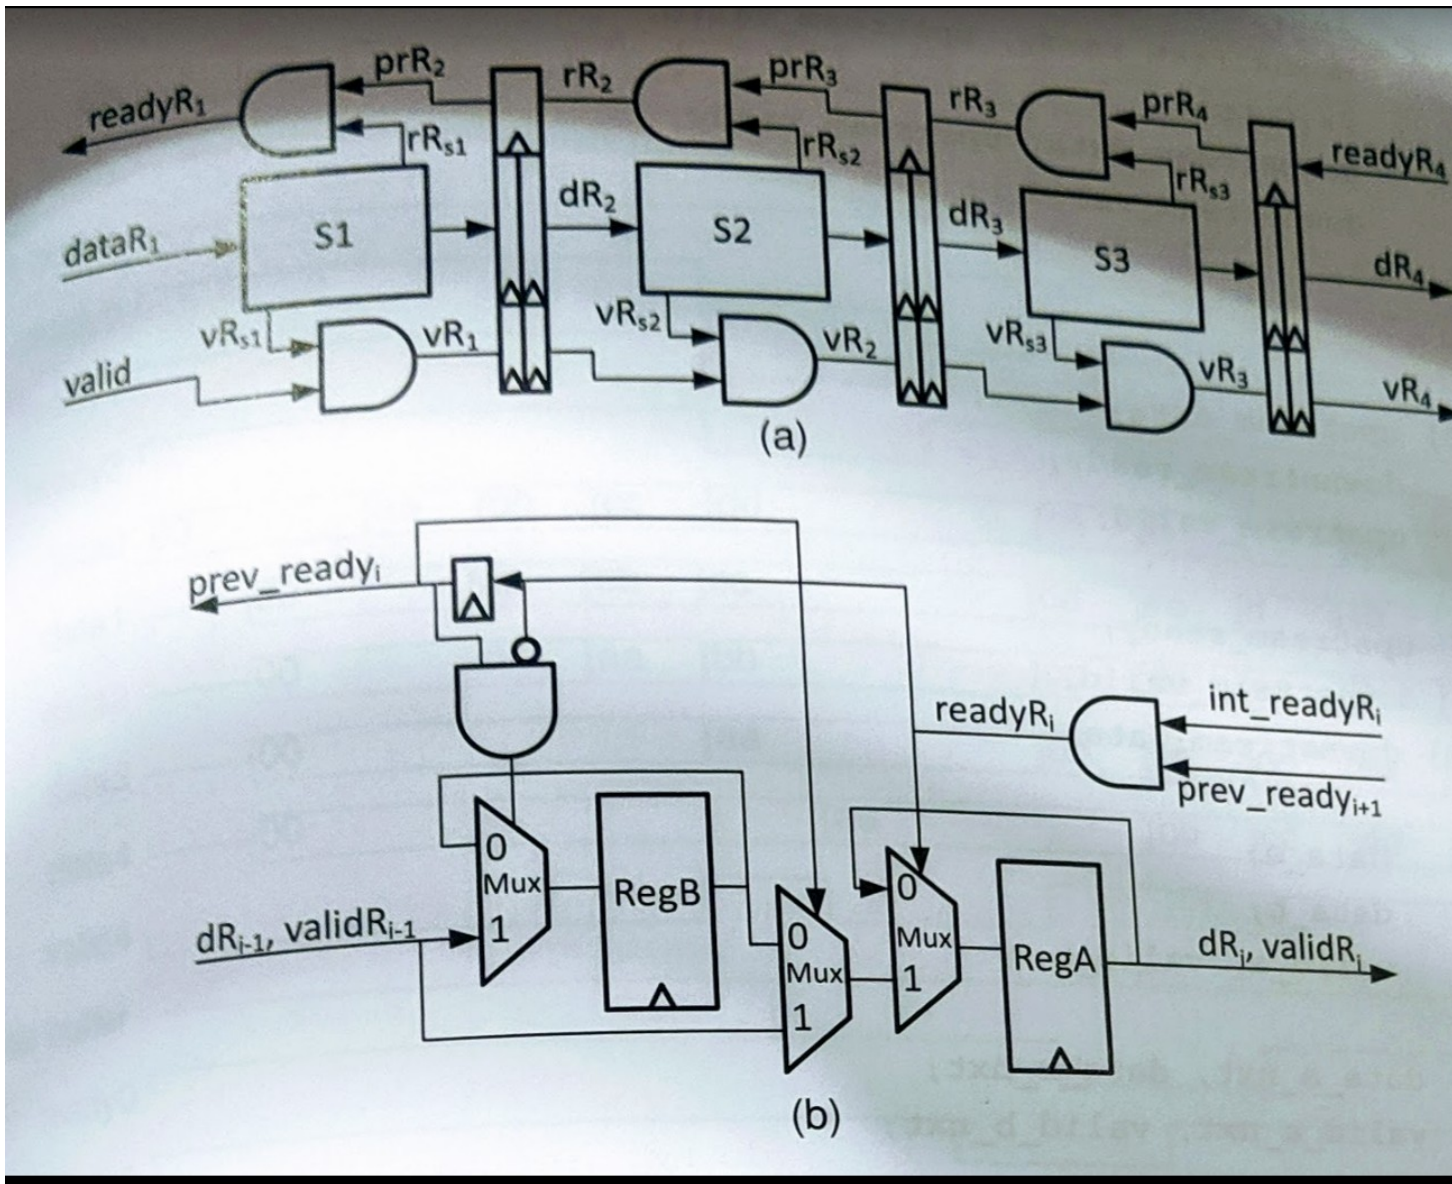 readyR₁ prR₂ rR₂ prR₃ rR₃ prR₄ readyR₄
rRₛ₁ rRₛ₂ rRₛ₃
dataR₁ S1 dR₂ S2 dR₃ S3 dR₄
vRₛ₁ vR₁ vRₛ₂ vR₂ vRₛ₃ vR₃ vR₄
valid
(a)
prev_readyᵢ
readyRᵢ int_readyRᵢ
prev_readyᵢ₊₁
0 Mux 1
RegB
0 Mux 1
0 Mux 1
RegA
dRᵢ₋₁, validRᵢ₋₁
dRᵢ, validRᵢ
(b)